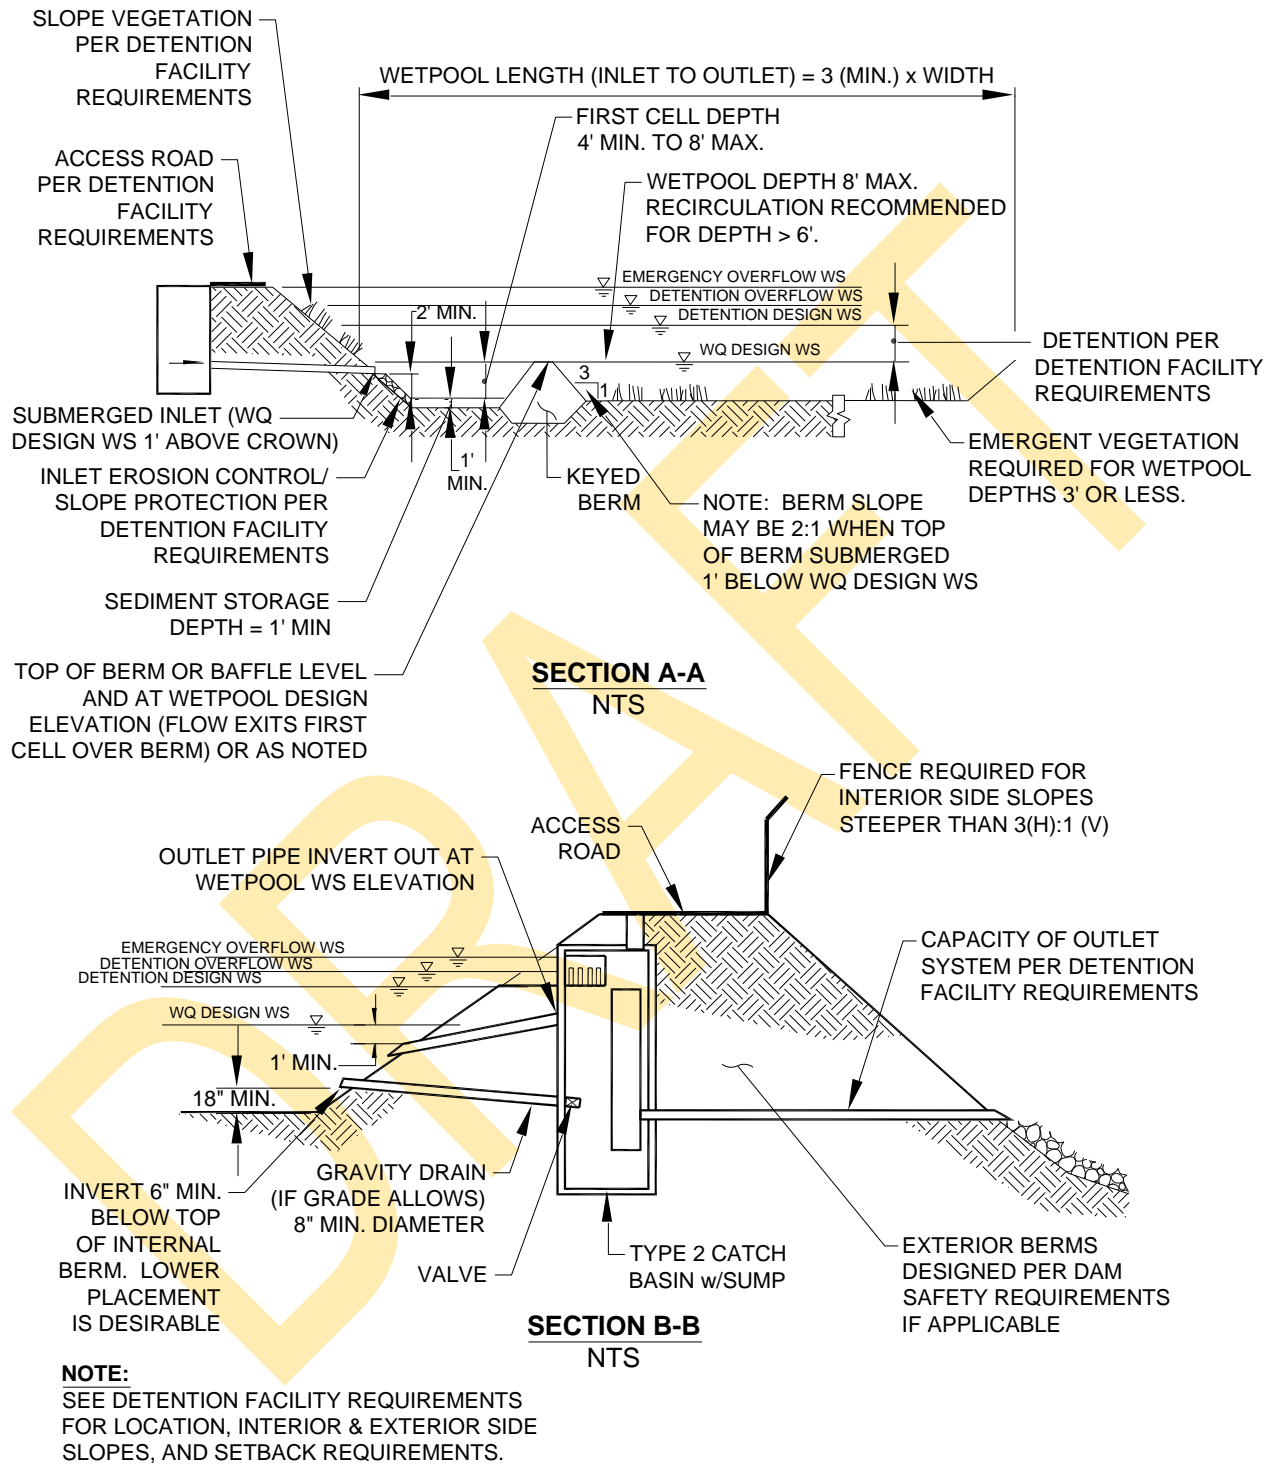 SLOPE VEGETATION
PER DETENTION
FACILITY
REQUIREMENTS
WETPOOL LENGTH (INLET TO OUTLET) = 3 (MIN.) x WIDTH
FIRST CELL DEPTH
4' MIN. TO 8' MAX.
ACCESS ROAD
PER DETENTION
FACILITY
REQUIREMENTS
WETPOOL DEPTH 8' MAX.
RECIRCULATION RECOMMENDED
FOR DEPTH > 6'.
EMERGENCY OVERFLOW WS
DETENTION OVERFLOW WS
DETENTION DESIGN WS
2' MIN.
WQ DESIGN WS
DETENTION PER
DETENTION FACILITY
REQUIREMENTS
3
1
SUBMERGED INLET (WQ
DESIGN WS 1' ABOVE CROWN)
EMERGENT VEGETATION
REQUIRED FOR WETPOOL
DEPTHS 3' OR LESS.
INLET EROSION CONTROL/
SLOPE PROTECTION PER
DETENTION FACILITY
REQUIREMENTS
1'
MIN.
KEYED
BERM
NOTE: BERM SLOPE
MAY BE 2:1 WHEN TOP
OF BERM SUBMERGED
1' BELOW WQ DESIGN WS
SEDIMENT STORAGE
DEPTH = 1' MIN
TOP OF BERM OR BAFFLE LEVEL
AND AT WETPOOL DESIGN
ELEVATION (FLOW EXITS FIRST
CELL OVER BERM) OR AS NOTED
SECTION A-A
NTS
FENCE REQUIRED FOR
INTERIOR SIDE SLOPES
STEEPER THAN 3(H):1 (V)
ACCESS
ROAD
OUTLET PIPE INVERT OUT AT
WETPOOL WS ELEVATION
EMERGENCY OVERFLOW WS
DETENTION OVERFLOW WS
DETENTION DESIGN WS
WQ DESIGN WS
CAPACITY OF OUTLET
SYSTEM PER DETENTION
FACILITY REQUIREMENTS
1' MIN.
18" MIN.
GRAVITY DRAIN
(IF GRADE ALLOWS)
8" MIN. DIAMETER
INVERT 6" MIN.
BELOW TOP
OF INTERNAL
BERM. LOWER
PLACEMENT
IS DESIRABLE
VALVE
TYPE 2 CATCH
BASIN w/SUMP
EXTERIOR BERMS
DESIGNED PER DAM
SAFETY REQUIREMENTS
IF APPLICABLE
SECTION B-B
NTS
NOTE:
SEE DETENTION FACILITY REQUIREMENTS
FOR LOCATION, INTERIOR & EXTERIOR SIDE
SLOPES, AND SETBACK REQUIREMENTS.
DRAFT